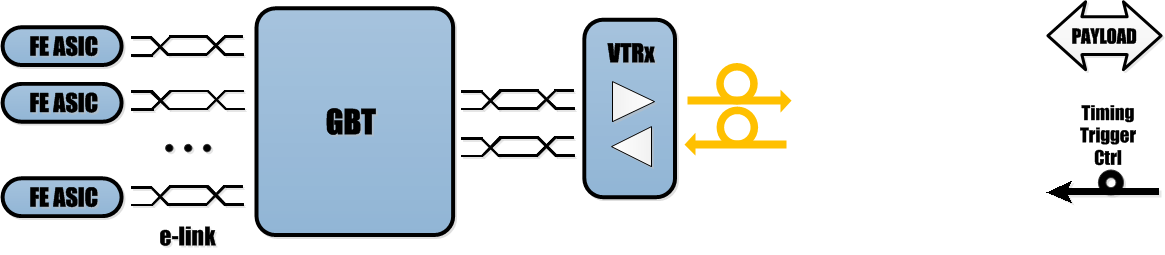 FE ASIC
FE ASIC
FE ASIC
e-link
GBT
VTRx
PAYLOAD
Timing
Trigger
Ctrl